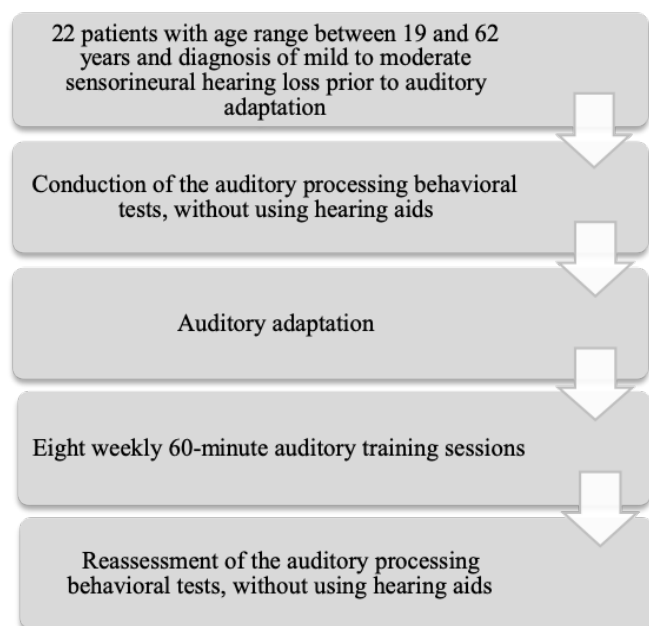 22 patients with age range between 19 and 62
years and diagnosis of mild to moderate
sensorineural hearing loss prior to auditory
adaptation
Conduction of the auditory processing behavioral
tests, without using hearing aids
Auditory adaptation
Eight weekly 60-minute auditory training sessions
Reassessment of the auditory processing
behavioral tests, without using hearing aids